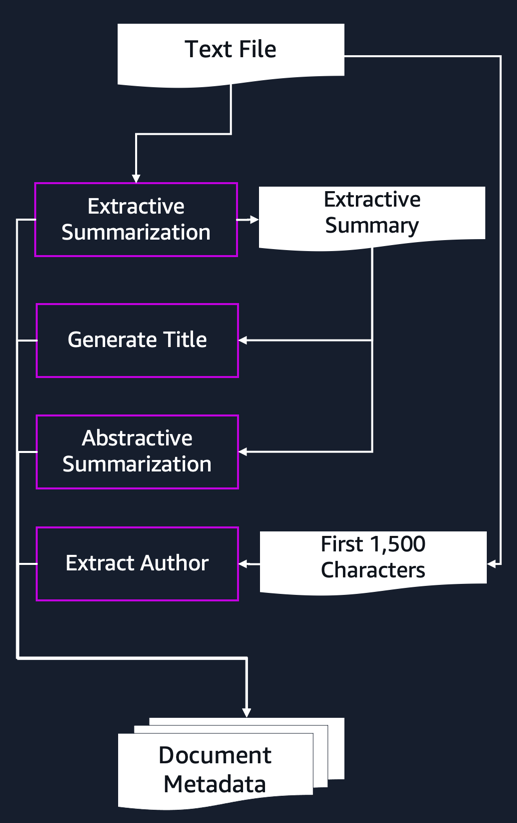 Text File
Extractive
Summarization
Extractive
Summary
Generate Title
Abstractive
Summarization
Extract Author
First 1,500
Characters
Document
Metadata